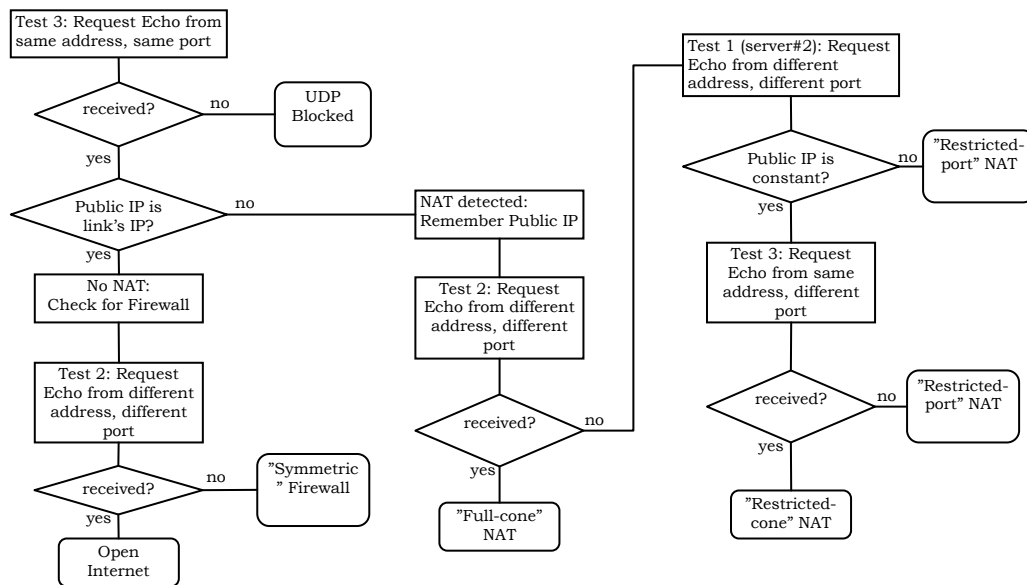 Test 3: Request Echo from
same address, same port
received?
no
UDP
Blocked
yes
Public IP is
link's IP?
no
yes
No NAT:
Check for Firewall
Test 2: Request
Echo from different
address, different
port
received?
no
"Symmetric
" Firewall
yes
Open
Internet
NAT detected:
Remember Public IP
Test 2: Request
Echo from different
address, different
port
received?
no
yes
"Full-cone"
NAT
Test 1 (server#2): Request
Echo from different
address, different port
Public IP is
constant?
no
"Restricted-
port" NAT
yes
Test 3: Request
Echo from same
address, different
port
received?
no
"Restricted-
port" NAT
yes
"Restricted-
cone" NAT